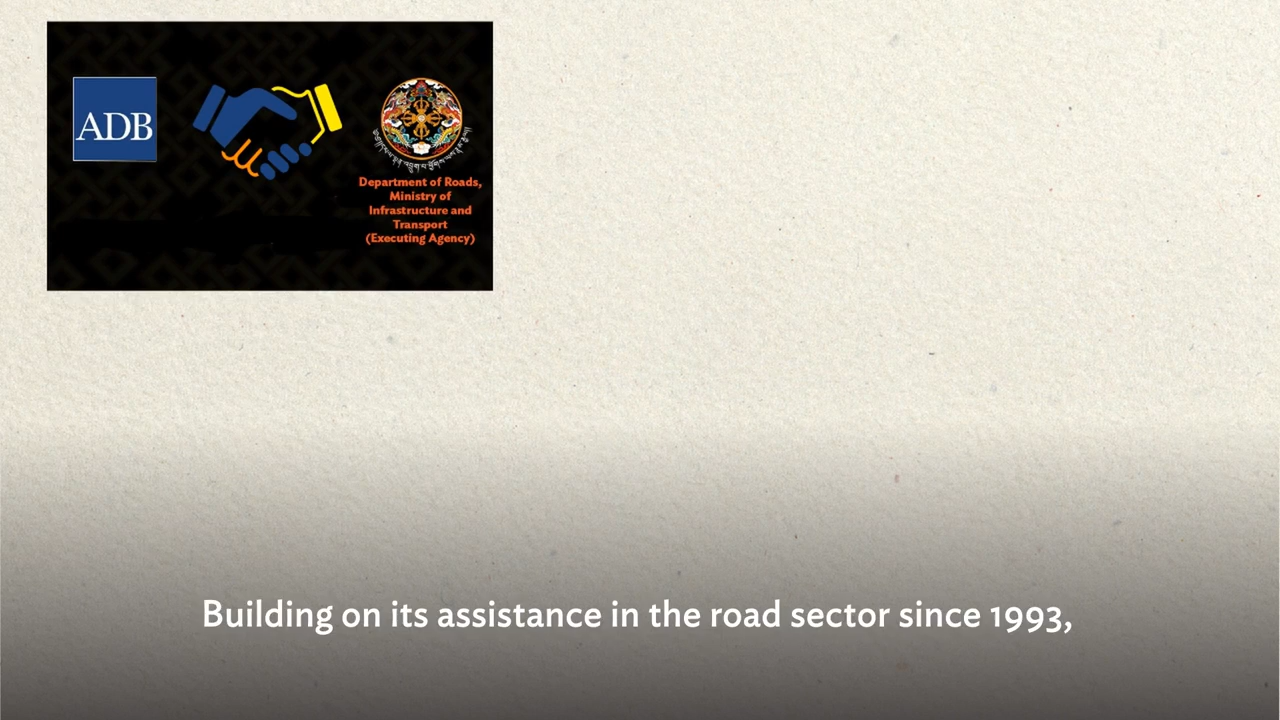 ADB
Department of Roads,
Ministry of
Infrastructure and
Transport
(Executing Agency)
Building on its assistance in the road sector since 1993,